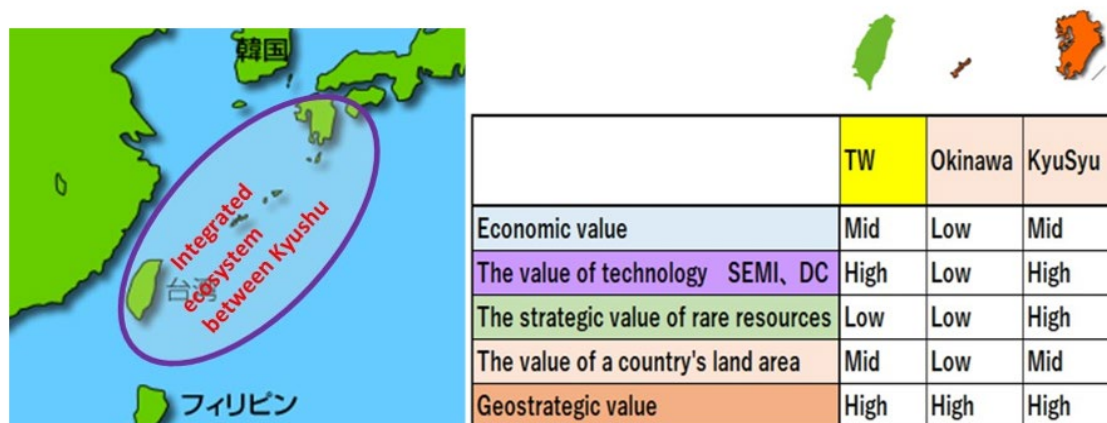 韓国
Integrated
ecosystem
between Kyushu
台湾
フィリピン
TW Okinawa KyuSyu
Economic value Mid Low Mid
The value of technology SEMI、DC High Low High
The strategic value of rare resources Low Low High
The value of a country's land area Mid Low Mid
Geostrategic value High High High